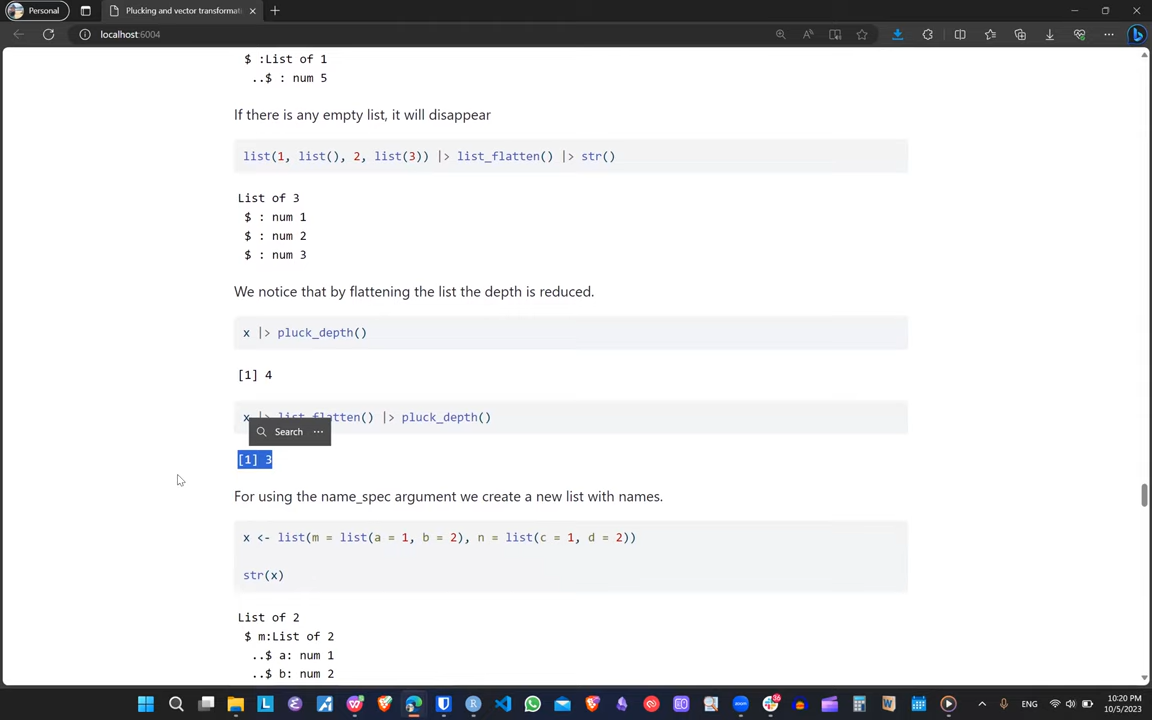 Personal
Plucking and vector transformat
localhost:6004
$ :List of 1
..$ : num 5
If there is any empty list, it will disappear
list(1, list(), 2, list(3)) |> list_flatten() |> str()
List of 3
$ : num 1
$ : num 2
$ : num 3
We notice that by flattening the list the depth is reduced.
x |> pluck_depth()
[1] 4
x |> list_flatten() |> pluck_depth()
Search
[1] 3
For using the name_spec argument we create a new list with names.
x <- list(m = list(a = 1, b = 2), n = list(c = 1, d = 2))
str(x)
List of 2
$ m:List of 2
..$ a: num 1
..$ b: num 2
ENG
10:20 PM
10/5/2023